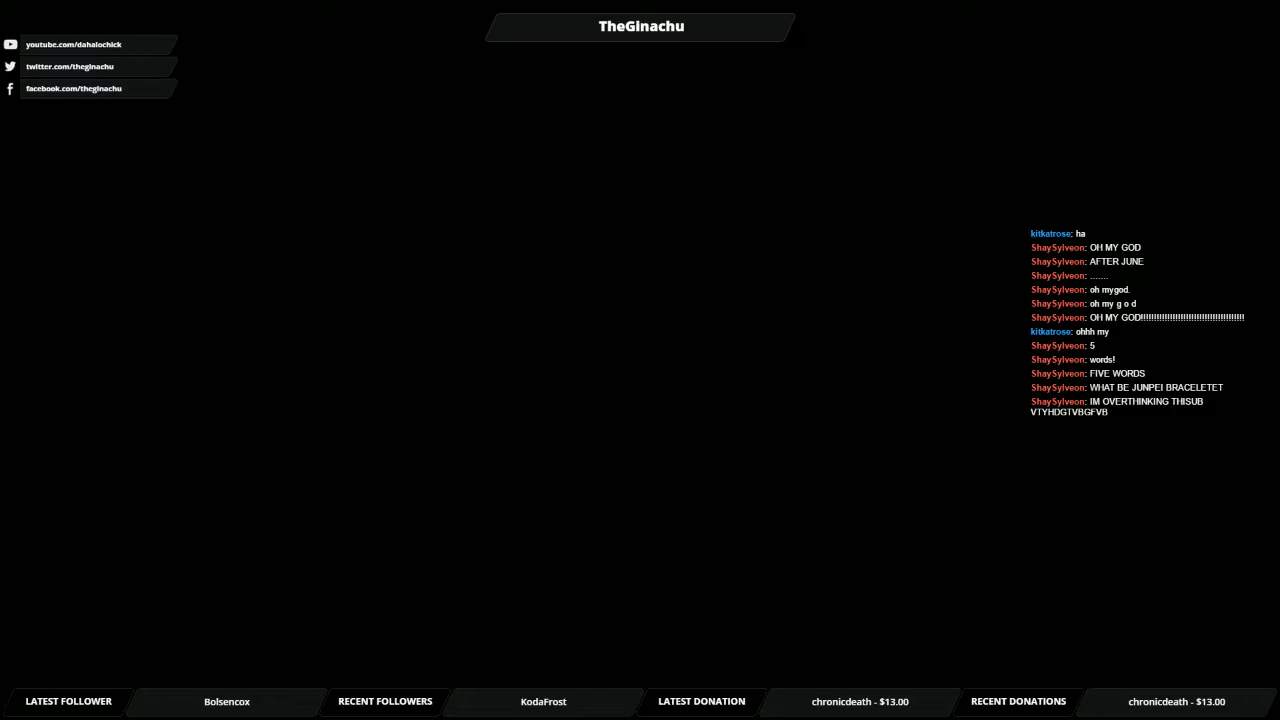 TheGinachu
youtube.com/dahalochick
twitter.com/theginachu
facebook.com/theginachu
kitkatrose: ha
ShaySylveon: OH MY GOD
ShaySylveon: AFTER JUNE
ShaySylveon: .......
ShaySylveon: oh mygod.
ShaySylveon: oh my g o d
ShaySylveon: OH MY GOD!!!!!!!!!!!!!!!!!!!!!!!!!!!!!!!!!!!!!!!
kitkatrose: ohhh my
ShaySylveon: 5
ShaySylveon: words!
ShaySylveon: FIVE WORDS
ShaySylveon: WHAT BE JUNPEI BRACELETET
ShaySylveon: IM OVERTHINKING THISUB
VTYHDGTVBGFVB
LATEST FOLLOWER Bolsencox RECENT FOLLOWERS KodaFrost LATEST DONATION chronicdeath - $13.00 RECENT DONATIONS chronicdeath - $13.00